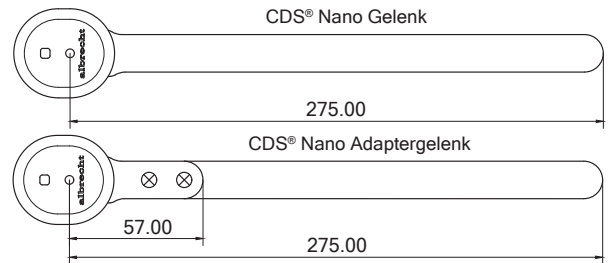 CDS® Nano Gelenk
albrecht
275.00
CDS® Nano Adaptergelenk
albrecht
57.00
275.00